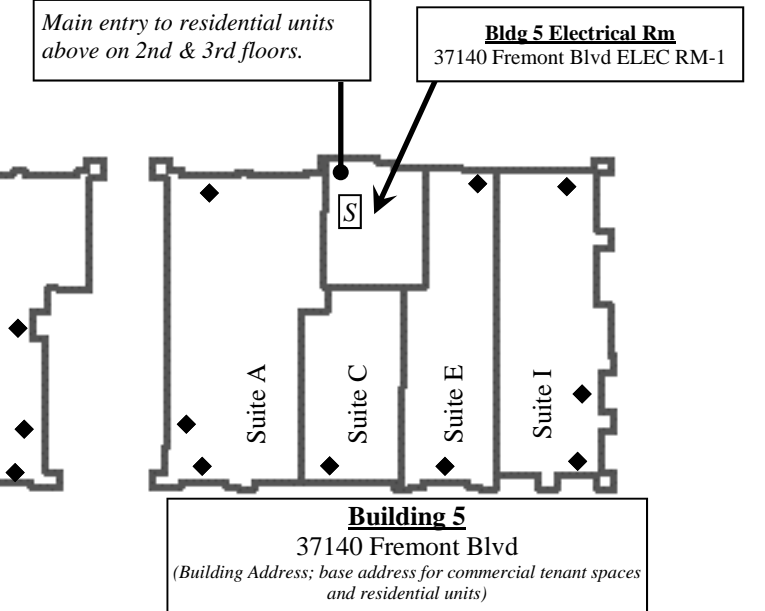 Main entry to residential units
above on 2nd & 3rd floors.
Bldg 5 Electrical Rm
37140 Fremont Blvd ELEC RM-1
S
Suite A
Suite C
Suite E
Suite I
Building 5
37140 Fremont Blvd
(Building Address; base address for commercial tenant spaces
and residential units)